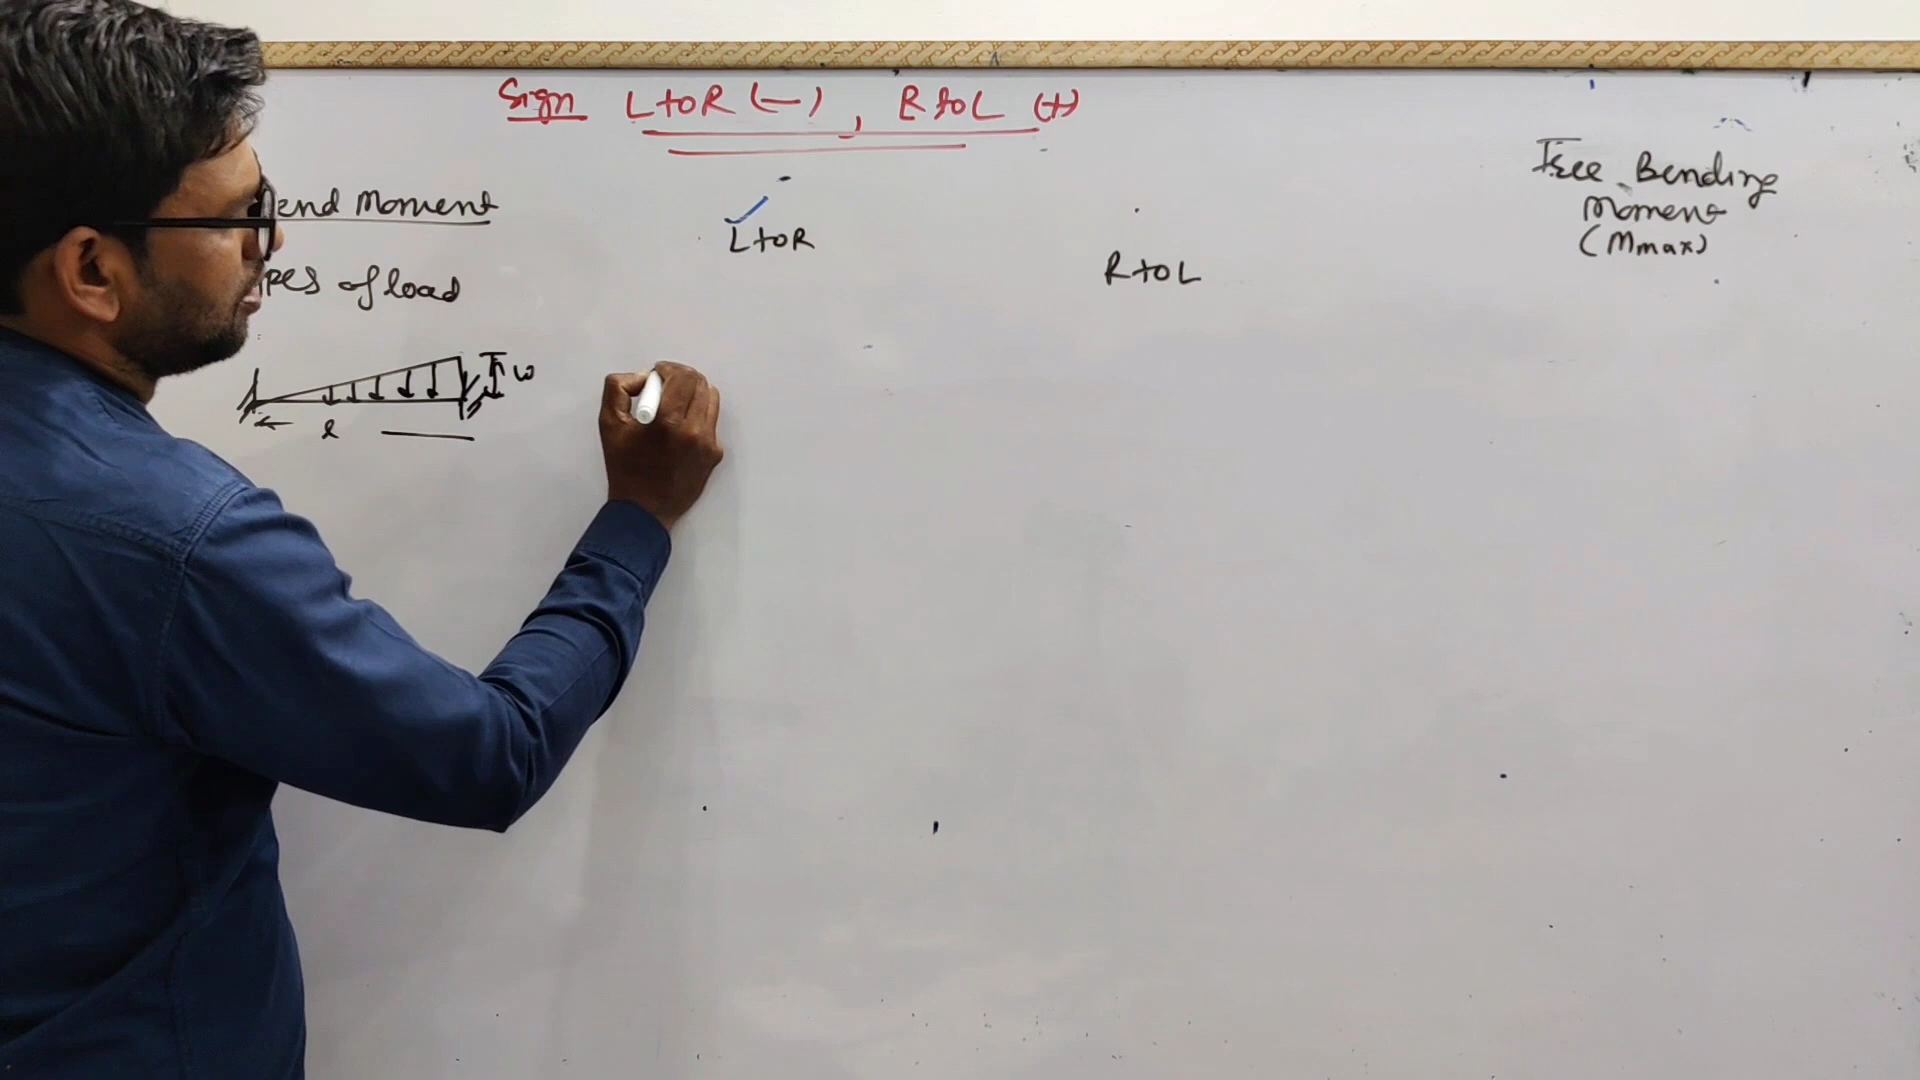 Sign LtoR (-), RtoL (+)
end Moment
LtoR
RtoL
Free Bending
Moment
(Mmax)
pes of load
w
l